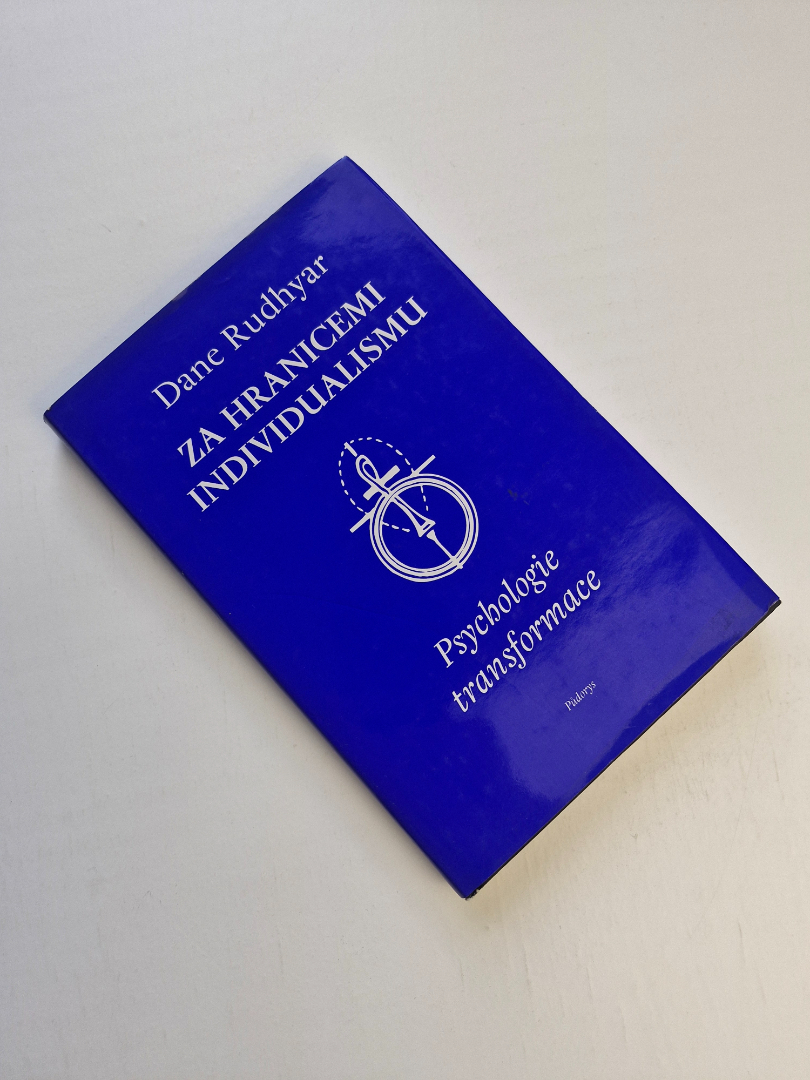 Dane Rudhyar
ZA HRANICEMI
INDIVIDUALISMU
Psychologie
transformace
Půdorys